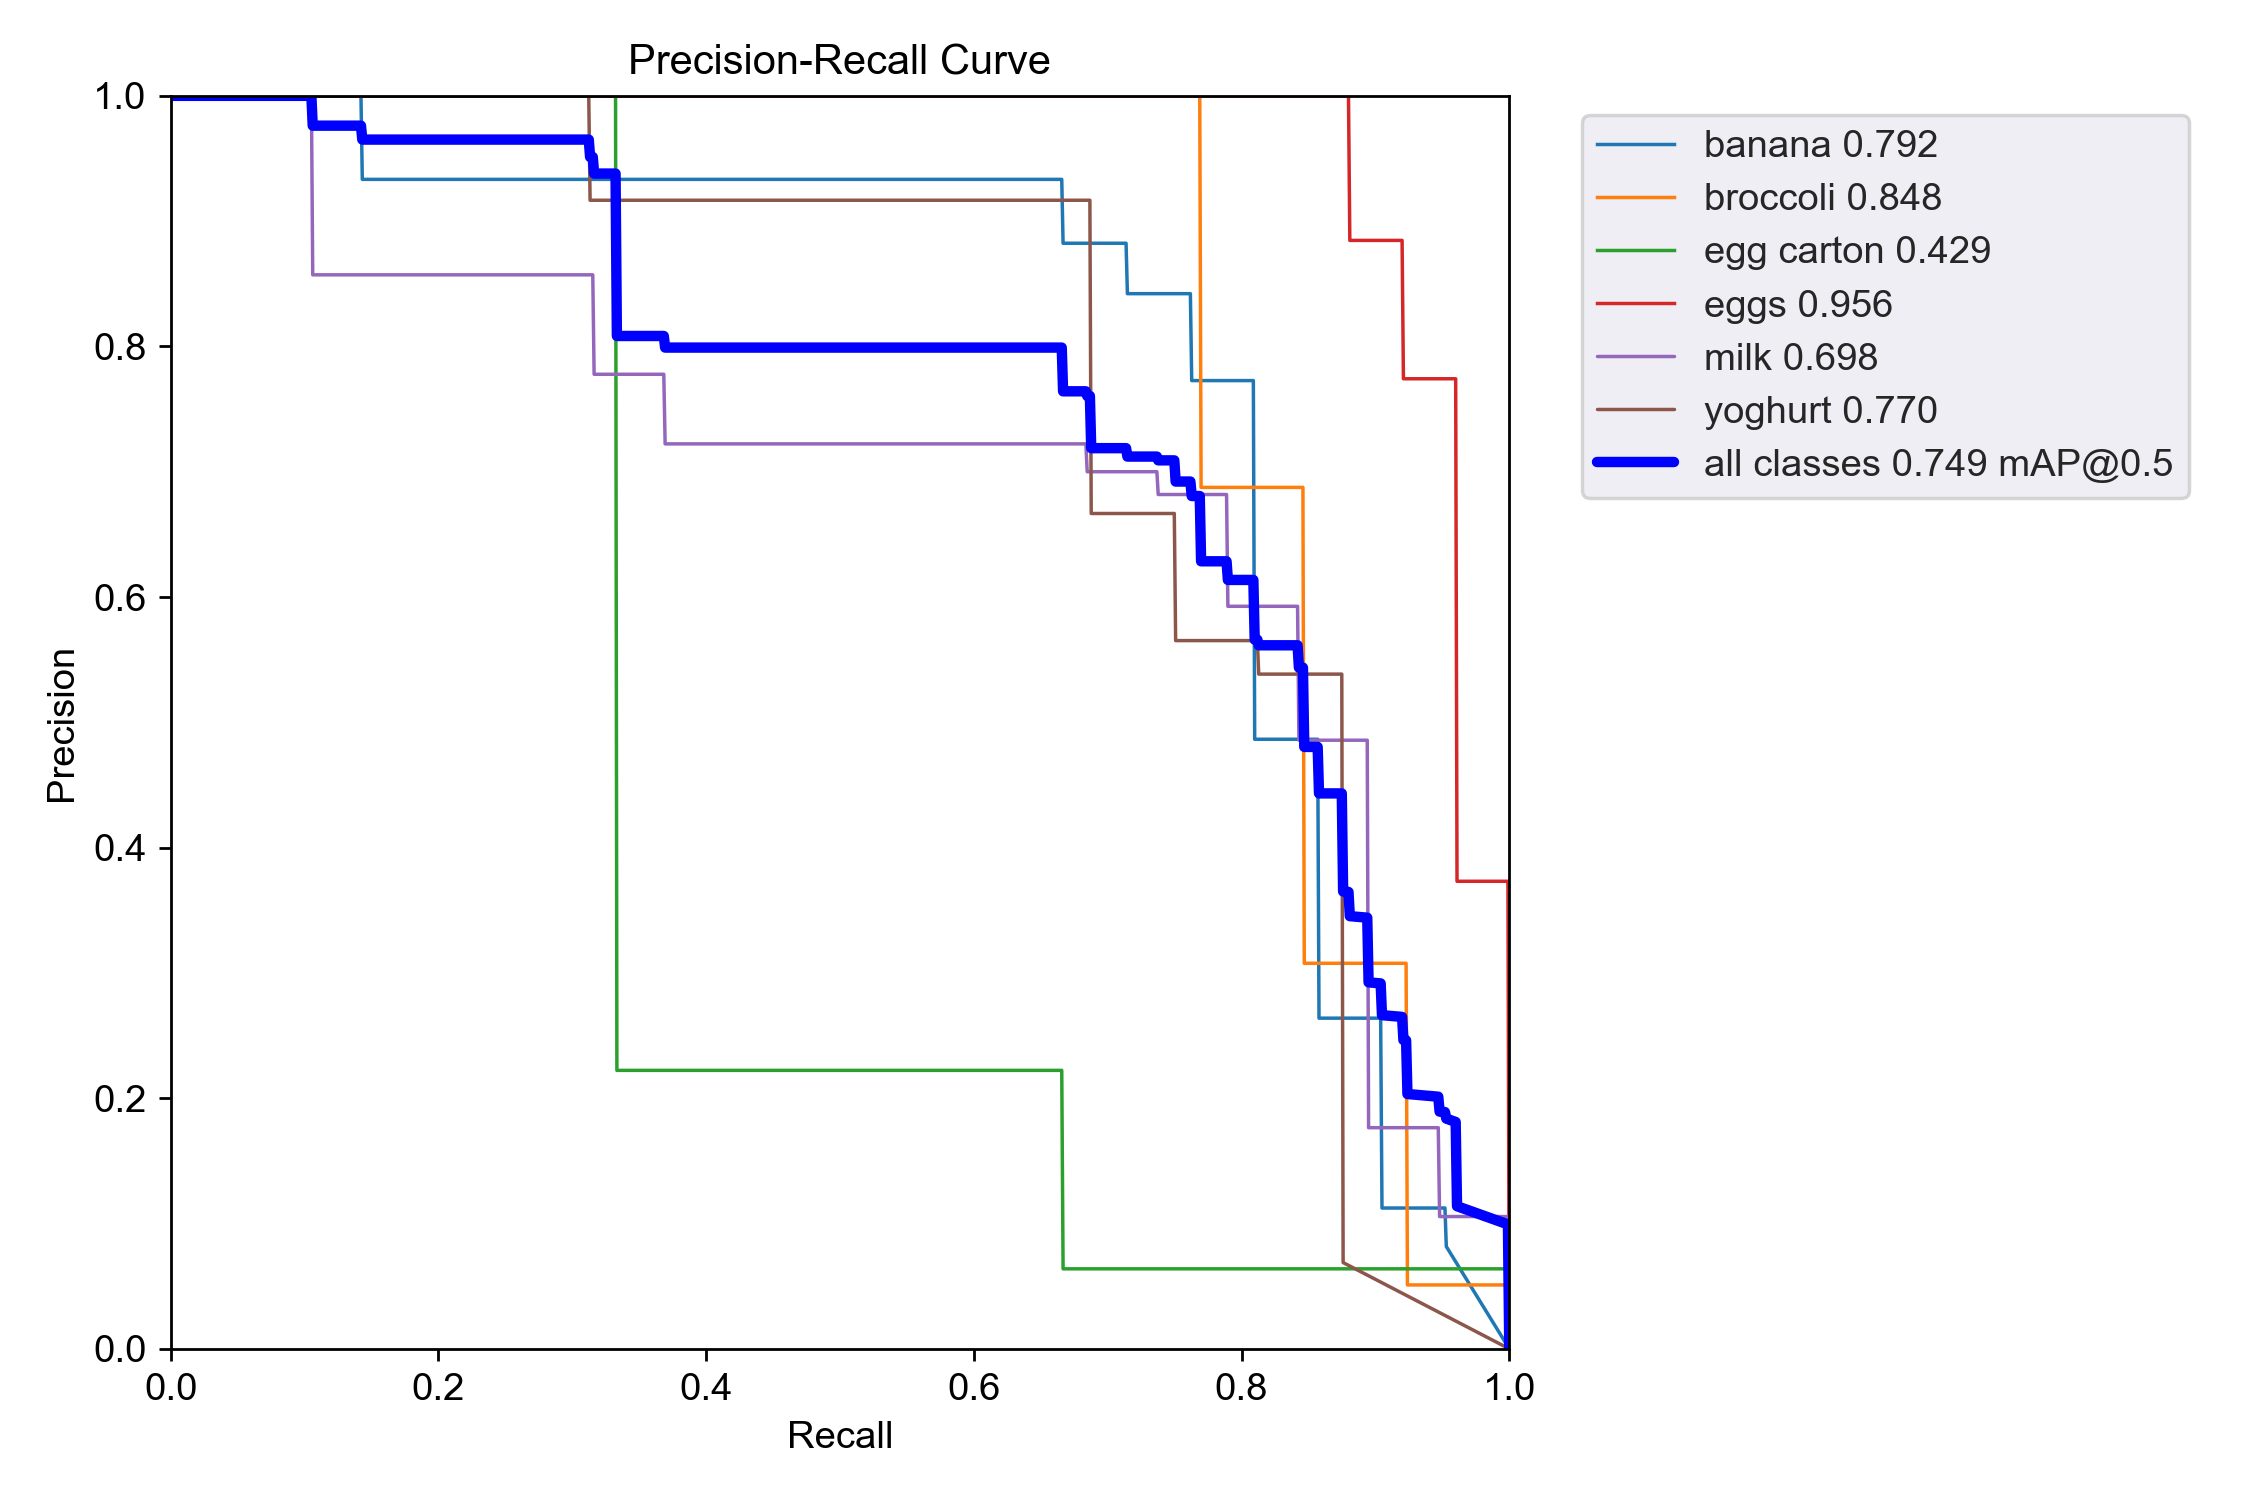 Precision-Recall Curve
1.0
0.8
0.6
0.4
0.2
0.0
Precision
0.0 0.2 0.4 0.6 0.8 1.0
Recall
banana 0.792
broccoli 0.848
egg carton 0.429
eggs 0.956
milk 0.698
yoghurt 0.770
all classes 0.749 mAP@0.5